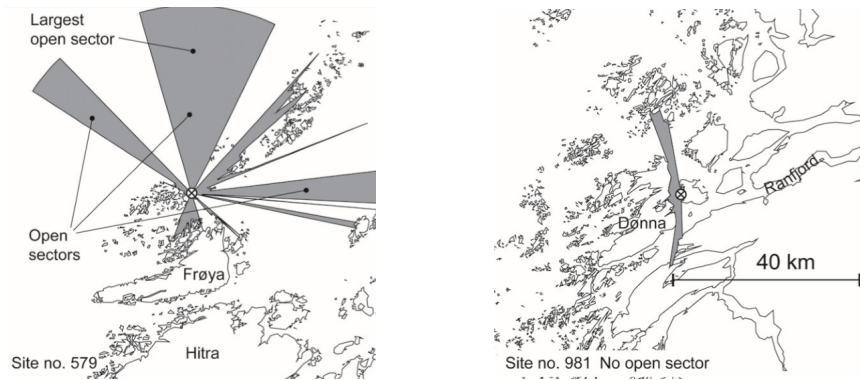 Largest
open sector
Open
sectors
Frøya
Hitra
Site no. 579
Ranfjord
Dønna
40 km
Site no. 981 No open sector